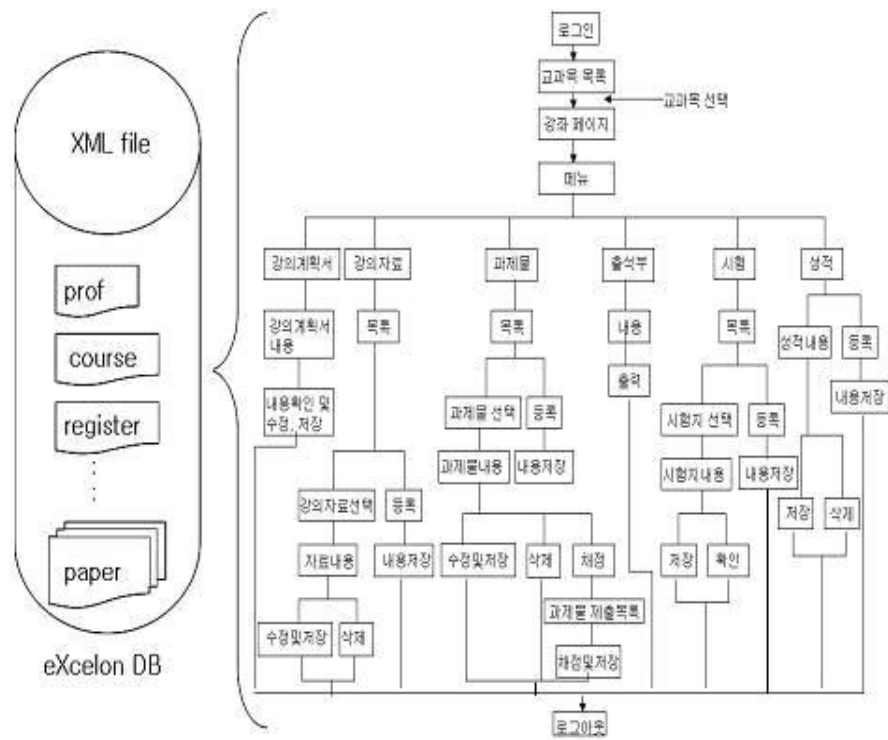 XML file
prof
course
register
paper
eXcelon DB
로그인
교과목 목록
교과목 선택
강좌 페이지
메뉴
강의계획서
강의자료
과제물
출석부
시험
성적
강의계획서
내용
목록
목록
내용
목록
성적내용
등록
내용확인 및
수정, 저장
출력
내용저장
과제물 선택
등록
시험지 선택
등록
과제물내용
내용저장
시험지내용
내용저장
강의자료선택
등록
저장
삭제
자료내용
내용저장
수정및저장
삭제
채점
저장
확인
과제물 제출목록
수정및저장
삭제
채점및저장
로그아웃